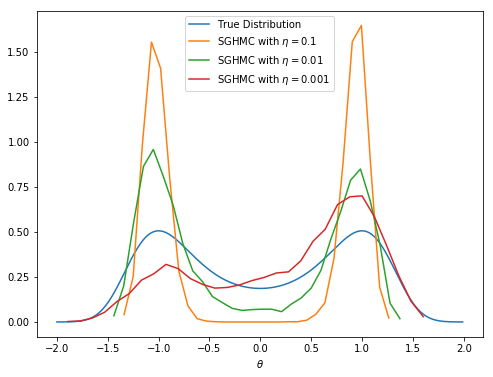 True Distribution
SGHMC with η = 0.1
SGHMC with η = 0.01
SGHMC with η = 0.001
1.50
1.25
1.00
0.75
0.50
0.25
0.00
−2.0 −1.5 −1.0 −0.5 0.0 0.5 1.0 1.5 2.0
θ